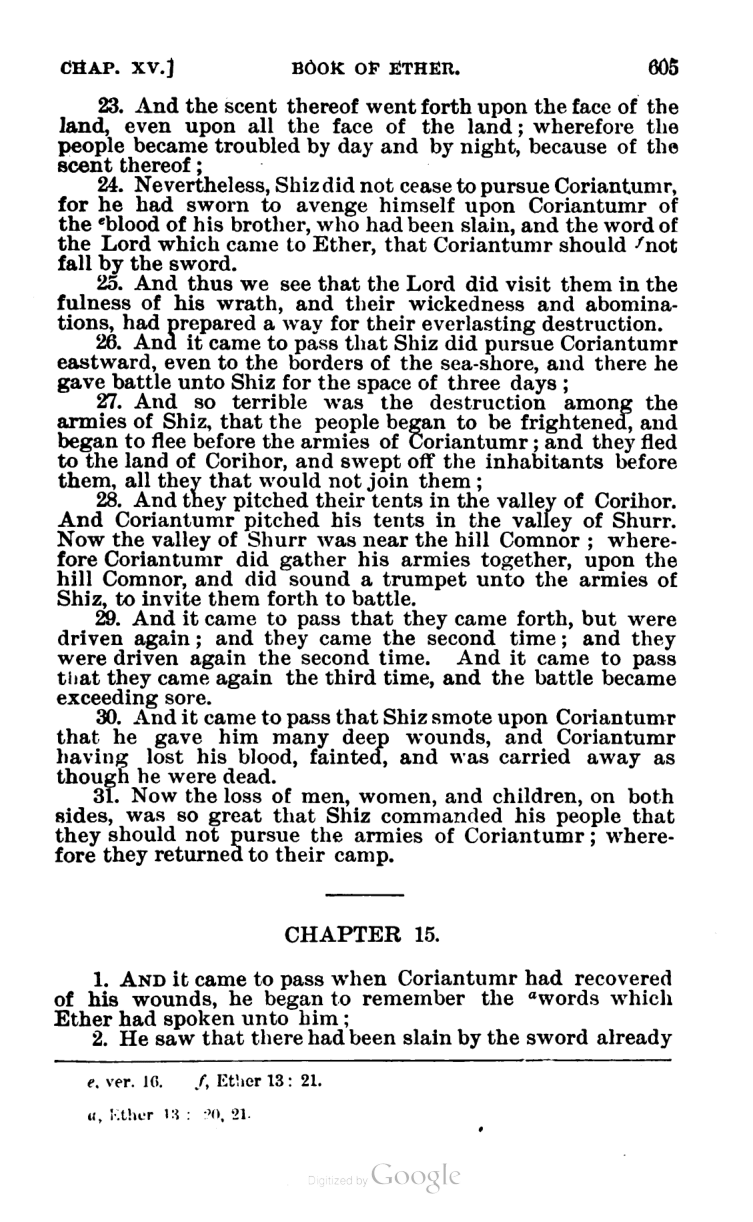 CHAP. XV.] BOOK OF ETHER. 605
23. And the scent thereof went forth upon the face of the
land, even upon all the face of the land; wherefore the
people became troubled by day and by night, because of the
scent thereof;
24. Nevertheless, Shiz did not cease to pursue Coriantumr,
for he had sworn to avenge himself upon Coriantumr of
the ᵉblood of his brother, who had been slain, and the word of
the Lord which came to Ether, that Coriantumr should ᶠnot
fall by the sword.
25. And thus we see that the Lord did visit them in the
fulness of his wrath, and their wickedness and abomina-
tions, had prepared a way for their everlasting destruction.
26. And it came to pass that Shiz did pursue Coriantumr
eastward, even to the borders of the sea-shore, and there he
gave battle unto Shiz for the space of three days;
27. And so terrible was the destruction among the
armies of Shiz, that the people began to be frightened, and
began to flee before the armies of Coriantumr; and they fled
to the land of Corihor, and swept off the inhabitants before
them, all they that would not join them;
28. And they pitched their tents in the valley of Corihor.
And Coriantumr pitched his tents in the valley of Shurr.
Now the valley of Shurr was near the hill Comnor; where-
fore Coriantumr did gather his armies together, upon the
hill Comnor, and did sound a trumpet unto the armies of
Shiz, to invite them forth to battle.
29. And it came to pass that they came forth, but were
driven again; and they came the second time; and they
were driven again the second time. And it came to pass
that they came again the third time, and the battle became
exceeding sore.
30. And it came to pass that Shiz smote upon Coriantumr
that he gave him many deep wounds, and Coriantumr
having lost his blood, fainted, and was carried away as
though he were dead.
31. Now the loss of men, women, and children, on both
sides, was so great that Shiz commanded his people that
they should not pursue the armies of Coriantumr; where-
fore they returned to their camp.
CHAPTER 15.
1. AND it came to pass when Coriantumr had recovered
of his wounds, he began to remember the ᵃwords which
Ether had spoken unto him;
2. He saw that there had been slain by the sword already
e, ver. 16. f, Ether 13: 21.
a, Ether 13: 20, 21.
Digitized by Google